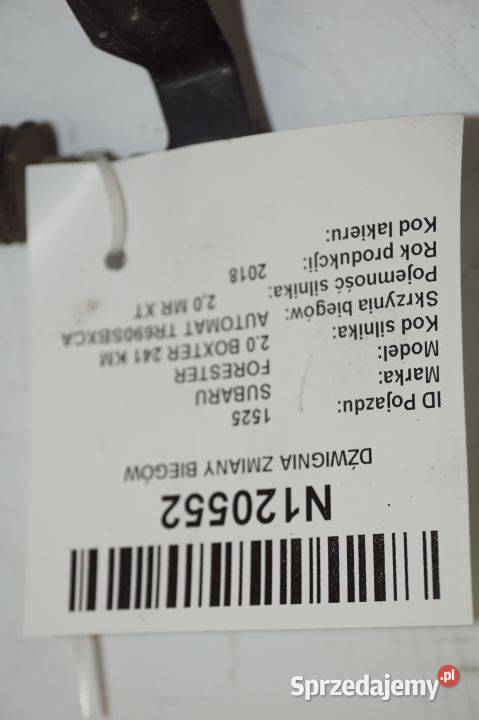 N120552
DŹWIGNIA ZMIANY BIEGÓW
ID Pojazdu: 1525
Marka: SUBARU
Model: FORESTER
Kod silnika: 2.0 BOXTER 241 KM
Skrzynia biegów: AUTOMAT TR690SBXCA
Pojemność silnika: 2,0 MR XT
Rok produkcji: 2018
Kod lakieru:
Sprzedajemy.pl